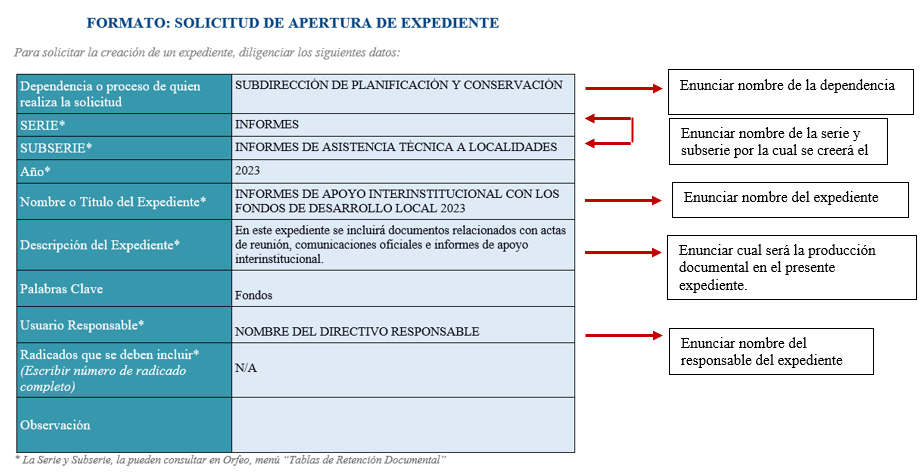 FORMATO: SOLICITUD DE APERTURA DE EXPEDIENTE
Para solicitar la creación de un expediente, diligenciar los siguientes datos:
Dependencia o proceso de quien
realiza la solicitud
SUBDIRECCIÓN DE PLANIFICACIÓN Y CONSERVACIÓN
Enunciar nombre de la dependencia
SERIE*
INFORMES
SUBSERIE*
INFORMES DE ASISTENCIA TÉCNICA A LOCALIDADES
Enunciar nombre de la serie y
subserie por la cual se creerá el
Año*
2023
Nombre o Título del Expediente*
INFORMES DE APOYO INTERINSTITUCIONAL CON LOS
FONDOS DE DESARROLLO LOCAL 2023
Enunciar nombre del expediente
Descripción del Expediente*
En este expediente se incluirá documentos relacionados con actas
de reunión, comunicaciones oficiales e informes de apoyo
interinstitucional.
Enunciar cual será la producción
documental en el presente
expediente.
Palabras Clave
Fondos
Usuario Responsable*
NOMBRE DEL DIRECTIVO RESPONSABLE
Enunciar nombre del
responsable del expediente
Radicados que se deben incluir*
(Escribir número de radicado
completo)
N/A
Observación
* La Serie y Subserie, la pueden consultar en Orfeo, menú “Tablas de Retención Documental”